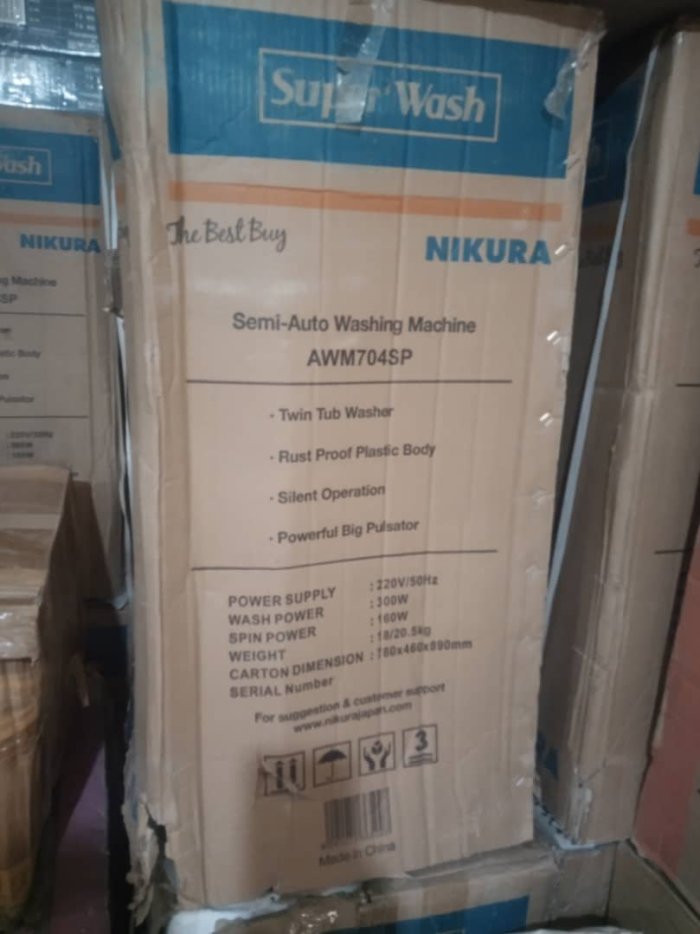 Super Wash
The Best Buy
NIKURA
Semi-Auto Washing Machine
AWM704SP
· Twin Tub Washer
· Rust Proof Plastic Body
· Silent Operation
· Powerful Big Pulsator
POWER SUPPLY : 220V/50Hz
WASH POWER : 300W
SPIN POWER : 160W
WEIGHT : 18/20.5kg
CARTON DIMENSION : 760x460x890mm
SERIAL Number
For suggestion & customer support
www.nikurajapan.com
3
Made in China
NIKURA